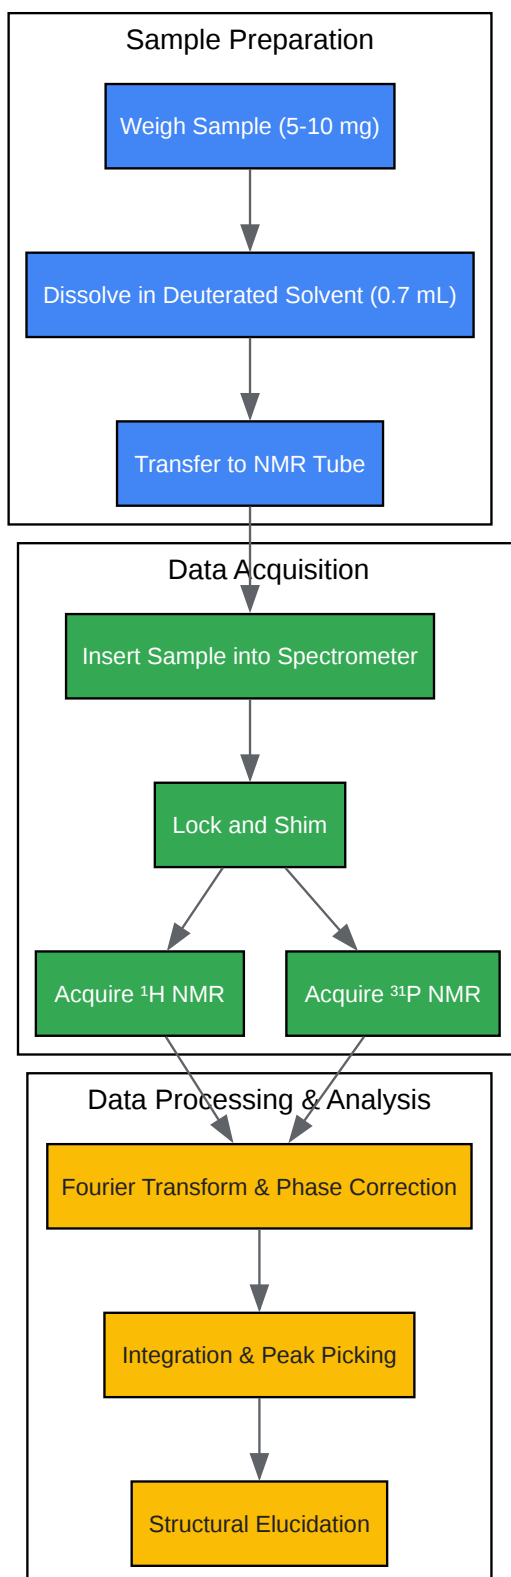 Sample Preparation
Weigh Sample (5-10 mg)
Dissolve in Deuterated Solvent (0.7 mL)
Transfer to NMR Tube
Data Acquisition
Insert Sample into Spectrometer
Lock and Shim
Acquire ¹H NMR
Acquire ³¹P NMR
Data Processing & Analysis
Fourier Transform & Phase Correction
Integration & Peak Picking
Structural Elucidation